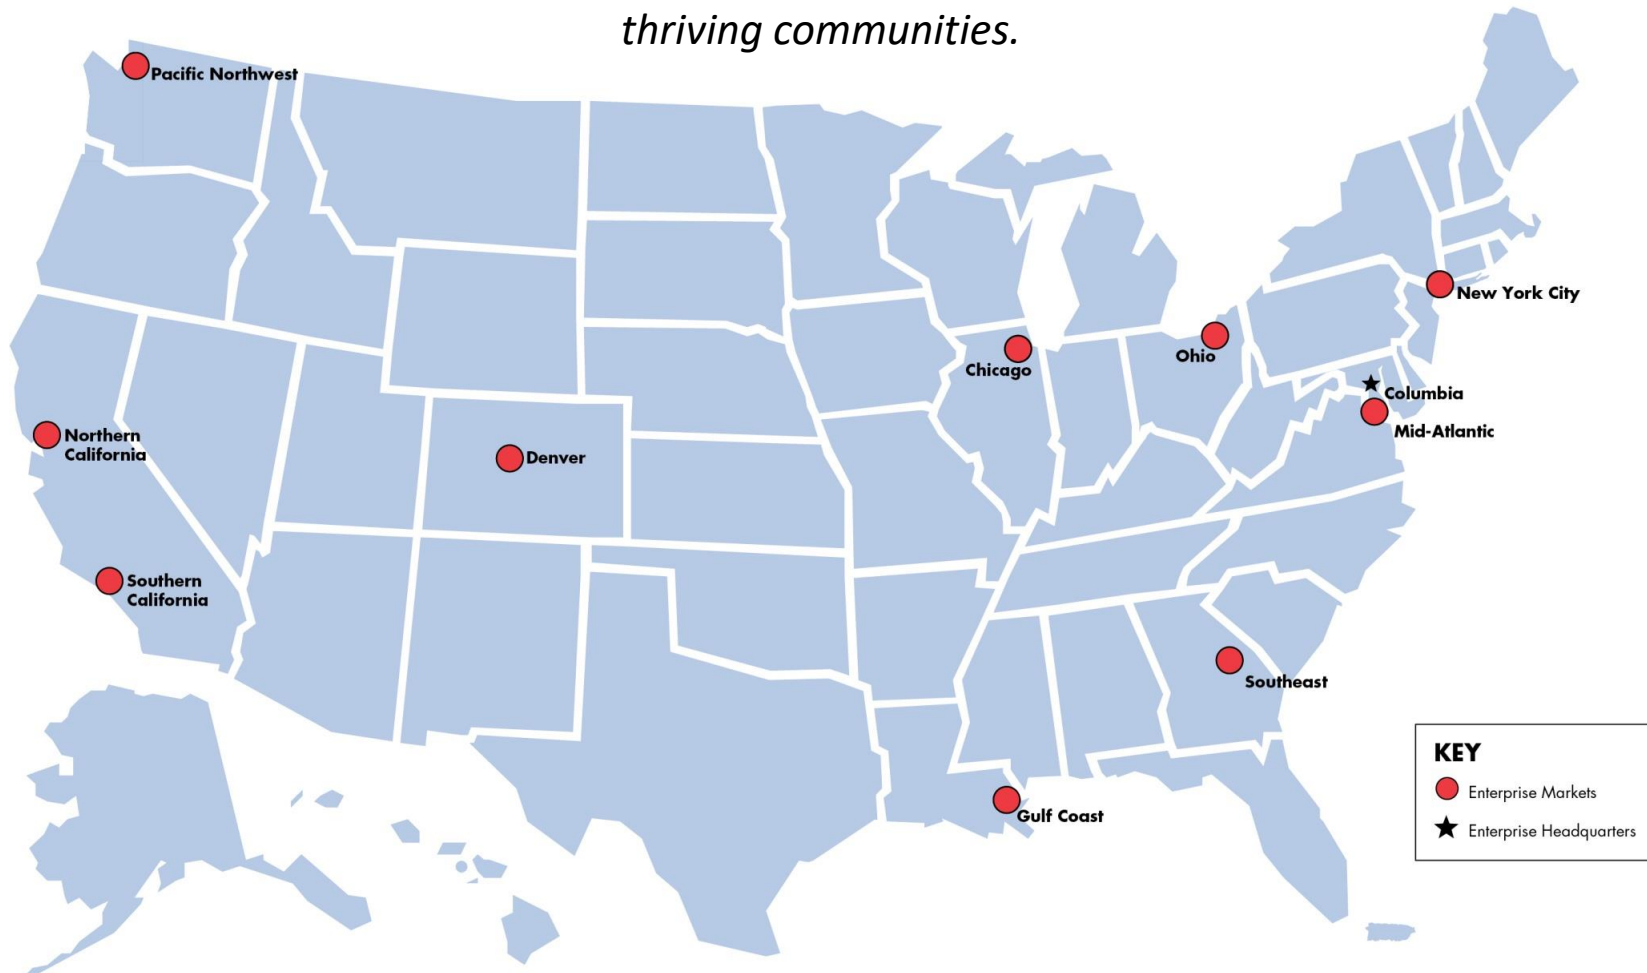 thriving communities.
Pacific Northwest
New York City
Ohio
Chicago
Columbia
Mid-Atlantic
Northern
California
Denver
Southern
California
Southeast
Gulf Coast
KEY
Enterprise Markets
Enterprise Headquarters